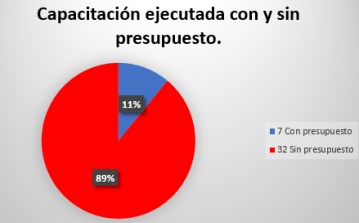 Capacitación ejecutada con y sin
presupuesto.
11%
7 Con presupuesto
32 Sin presupuesto
89%